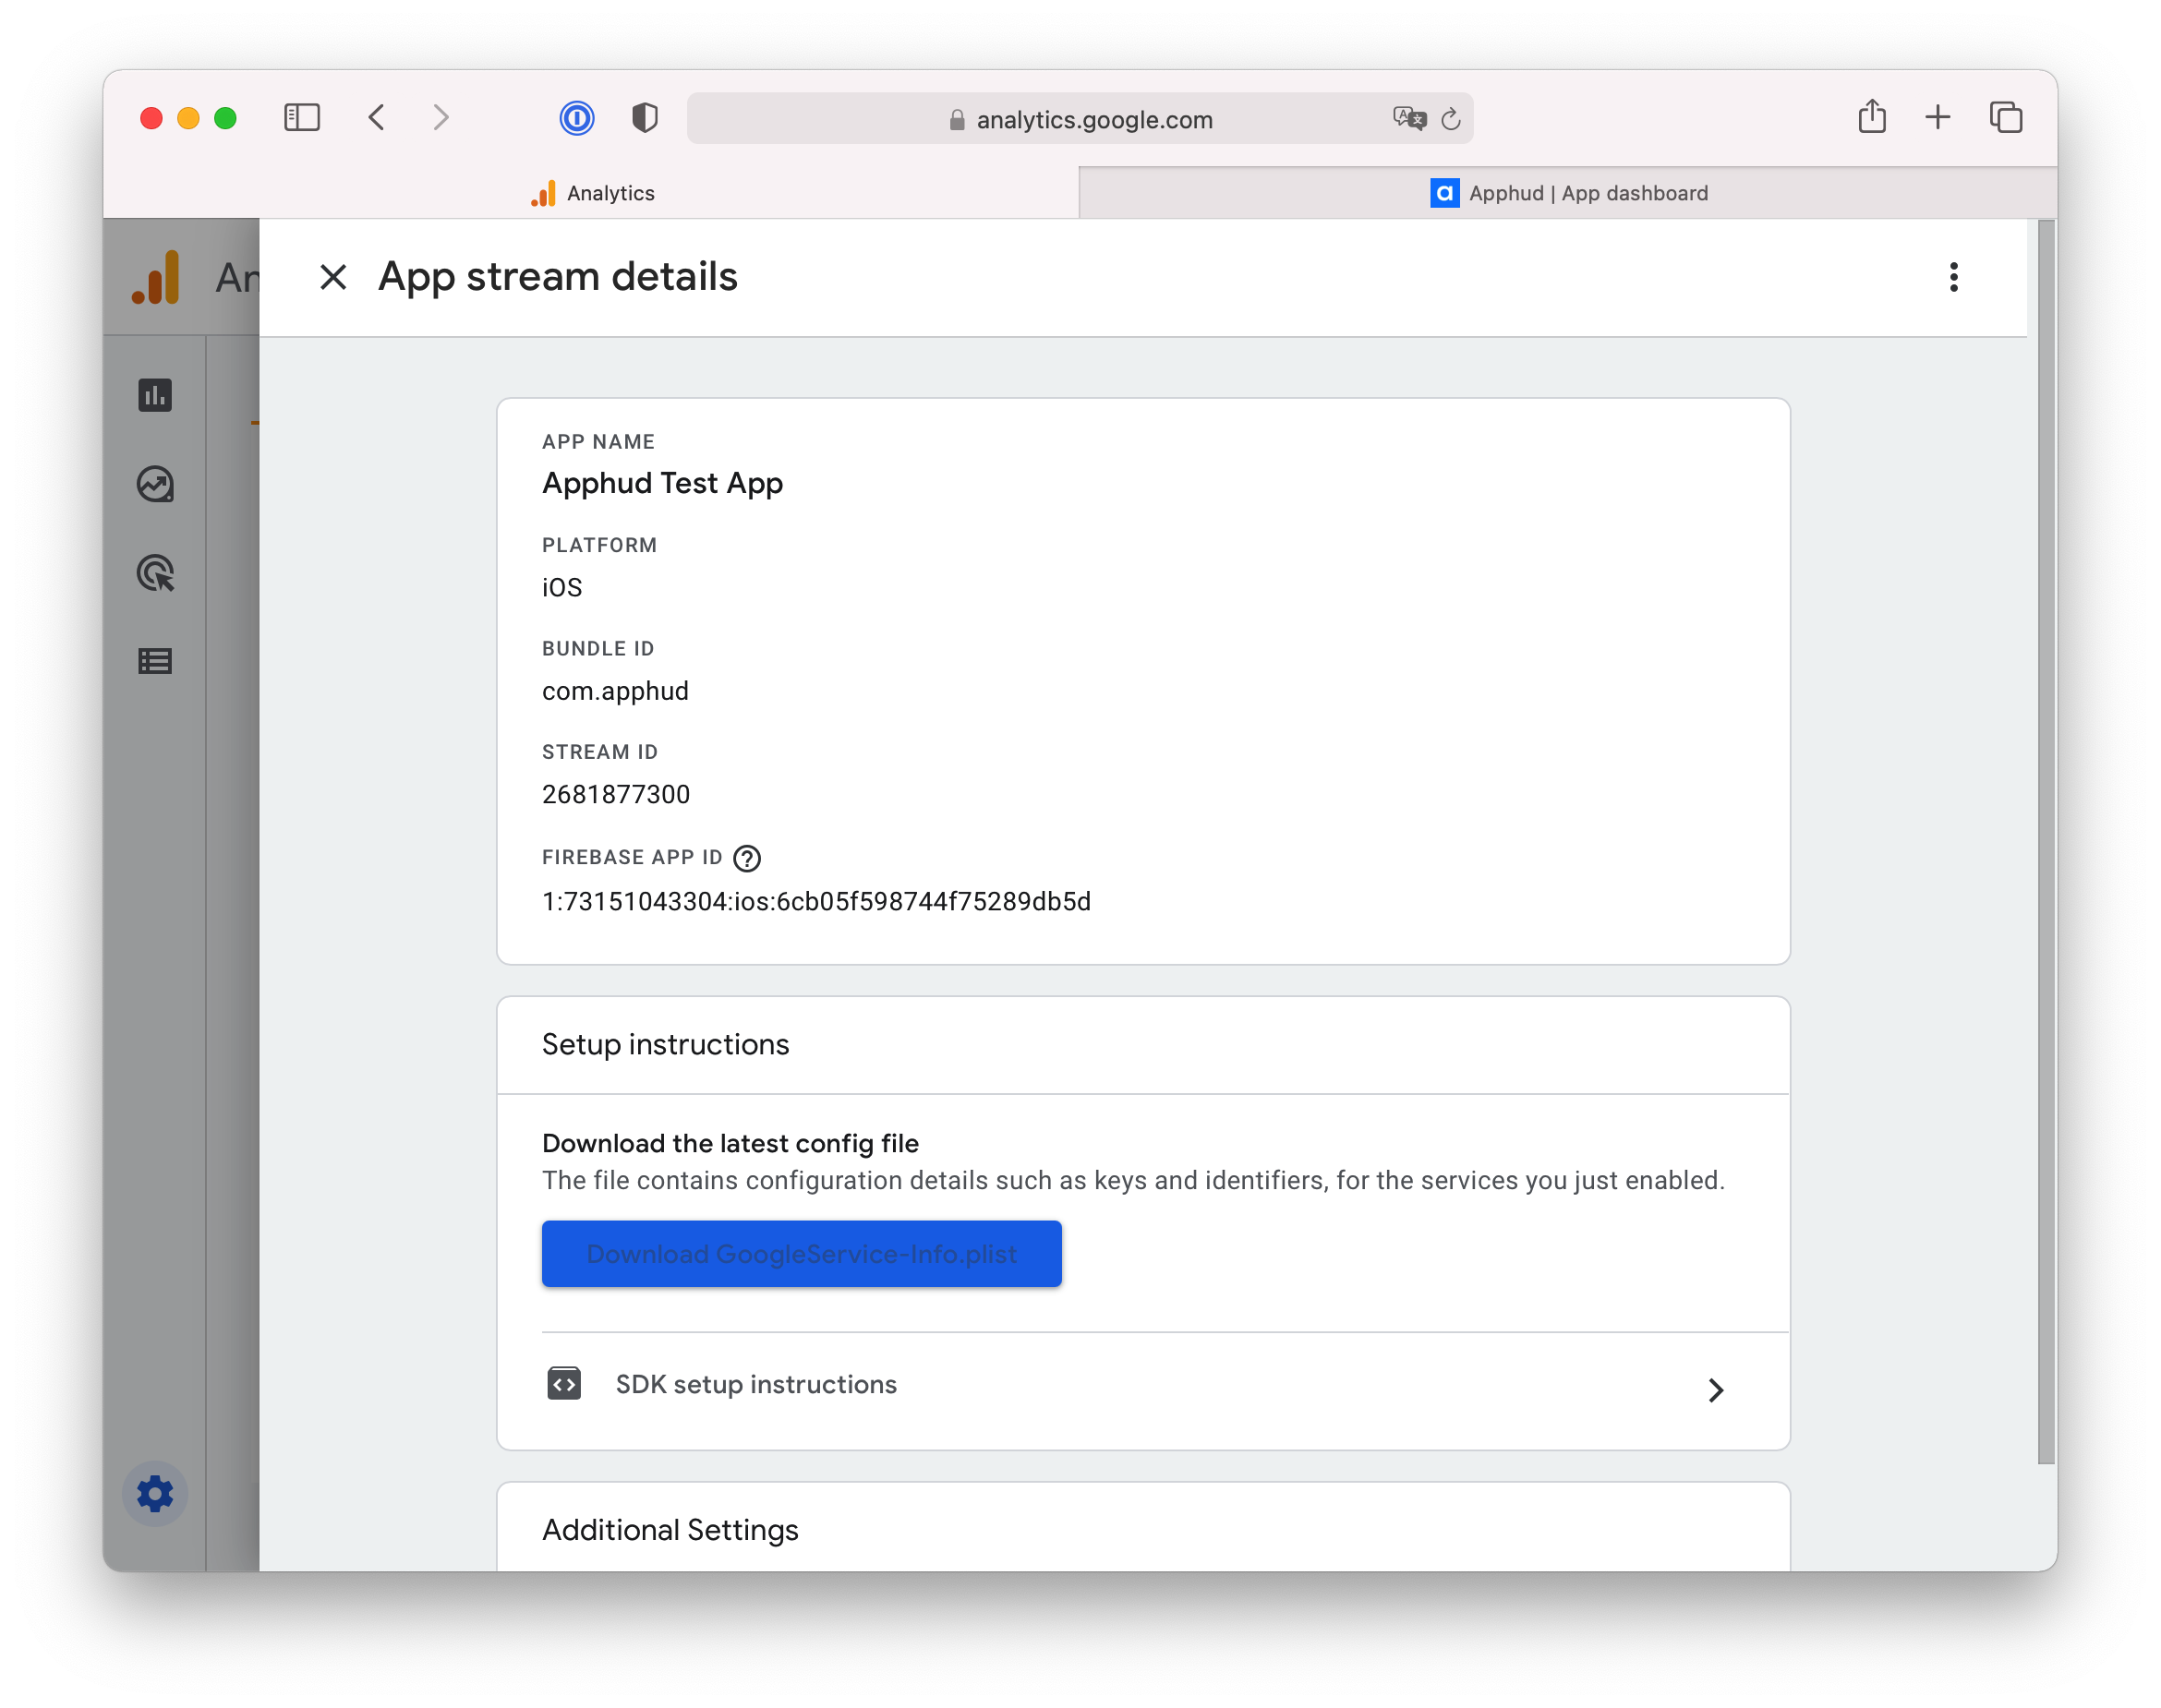 analytics.google.com
Analytics
Apphud | App dashboard
An
App stream details
APP NAME
Apphud Test App
PLATFORM
iOS
BUNDLE ID
com.apphud
STREAM ID
2681877300
FIREBASE APP ID
1:73151043304:ios:6cb05f598744f75289db5d
Setup instructions
Download the latest config file
The file contains configuration details such as keys and identifiers, for the services you just enabled.
Download GoogleService-Info.plist
SDK setup instructions
Additional Settings